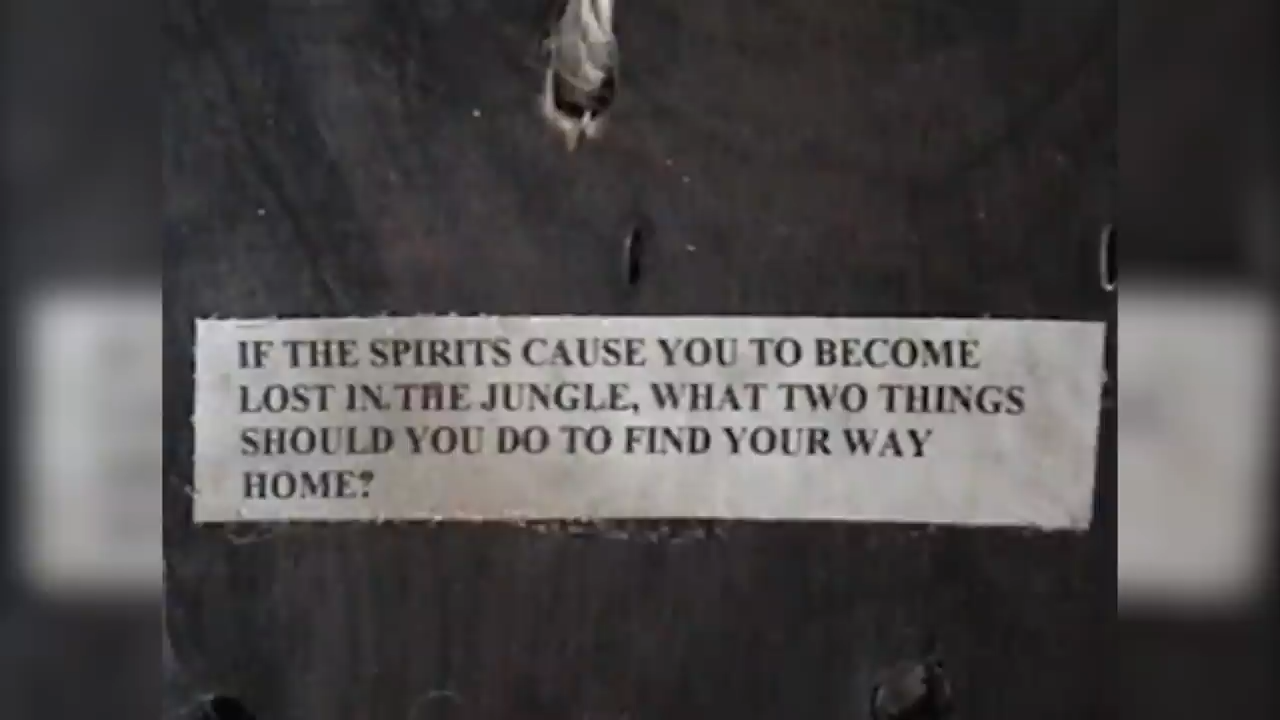 IF THE SPIRITS CAUSE YOU TO BECOME
LOST IN THE JUNGLE, WHAT TWO THINGS
SHOULD YOU DO TO FIND YOUR WAY
HOME?